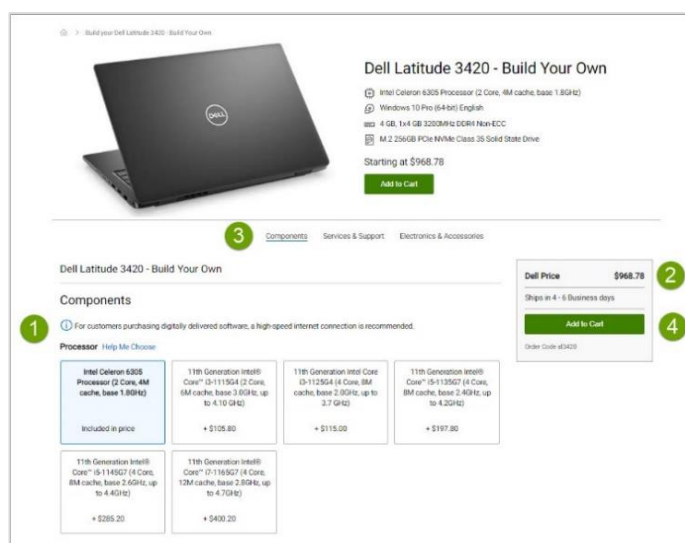 Build your Dell Latitude 3420 - Build Your Own
DELL
Dell Latitude 3420 - Build Your Own
Intel Celeron 6305 Processor (2 Core, 4M cache, base 1.8GHz)
Windows 10 Pro (64-bit) English
4 GB, 1x4 GB 3200MHz DDR4 Non-ECC
M.2 256GB PCIe NVMe Class 35 Solid State Drive
Starting at $968.78
Add to Cart
3
Components Services & Support Electronics & Accessories
Dell Latitude 3420 - Build Your Own
Dell Price $968.78
2
Ships in 4 - 6 Business days
Add to Cart
4
Order Code al3420
Components
1
For customers purchasing digitally delivered software, a high-speed internet connection is recommended.
Processor Help Me Choose
Intel Celeron 6305
Processor (2 Core, 4M
cache, base 1.8GHz)
Included in price
11th Generation Intel®
Core™ i3-1115G4 (2 Core,
6M cache, base 3.0GHz, up
to 4.10 GHz)
+ $105.80
11th Generation Intel Core
i3-1125G4 (4 Core, 8M
cache, base 2.0GHz, up to
3.7 GHz)
+ $115.00
11th Generation Intel®
Core™ i5-1135G7 (4 Core,
8M cache, base 2.4GHz, up
to 4.2GHz)
+ $197.80
11th Generation Intel®
Core™ i5-1145G7 (4 Core,
8M cache, base 2.6GHz, up
to 4.4GHz)
+ $285.20
11th Generation Intel®
Core™ i7-1165G7 (4 Core,
12M cache, base 2.8GHz, up
to 4.7GHz)
+ $400.20